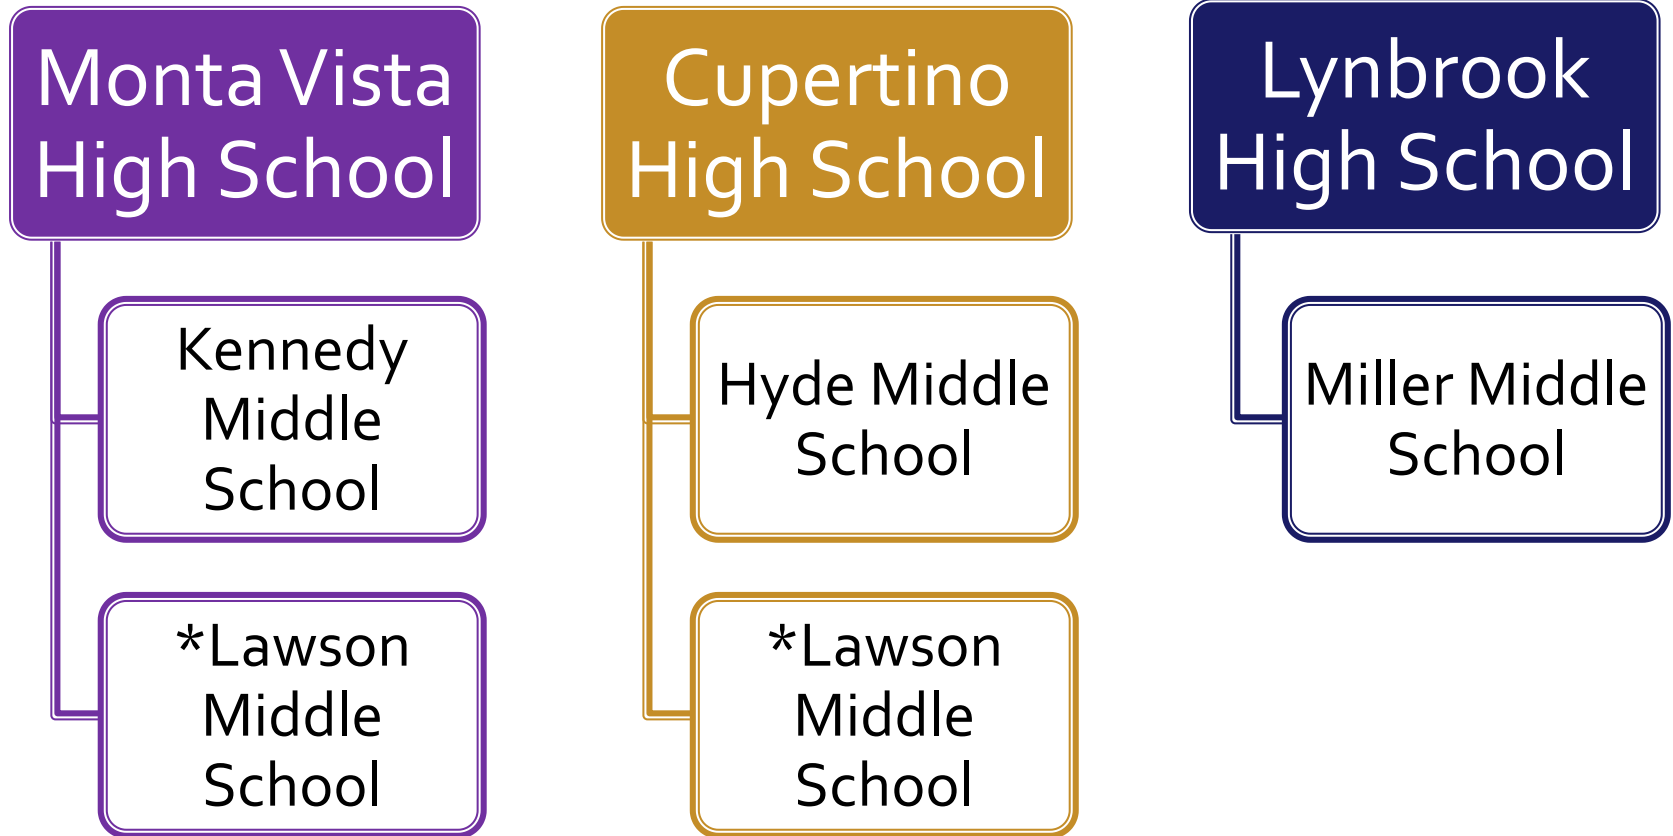 Monta Vista
High School
Kennedy
Middle
School
*Lawson
Middle
School
Cupertino
High School
Hyde Middle
School
*Lawson
Middle
School
Lynbrook
High School
Miller Middle
School